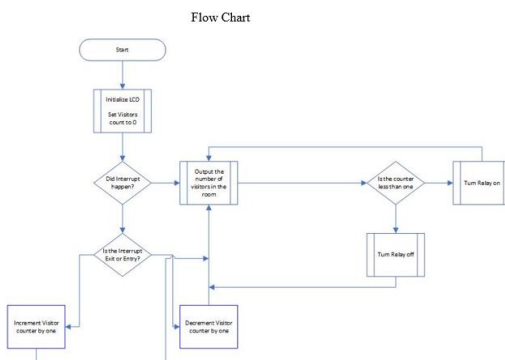 Flow Chart
Start
Initialize LCD
Set Visitors
count to 0
Did Interrupt
happen?
Output the
number of
visitors in the
room
Is the counter
less than one
Turn Relay on
Is the Interrupt
Exit or Entry?
Turn Relay off
Increment Visitor
counter by one
Decrement Visitor
counter by one